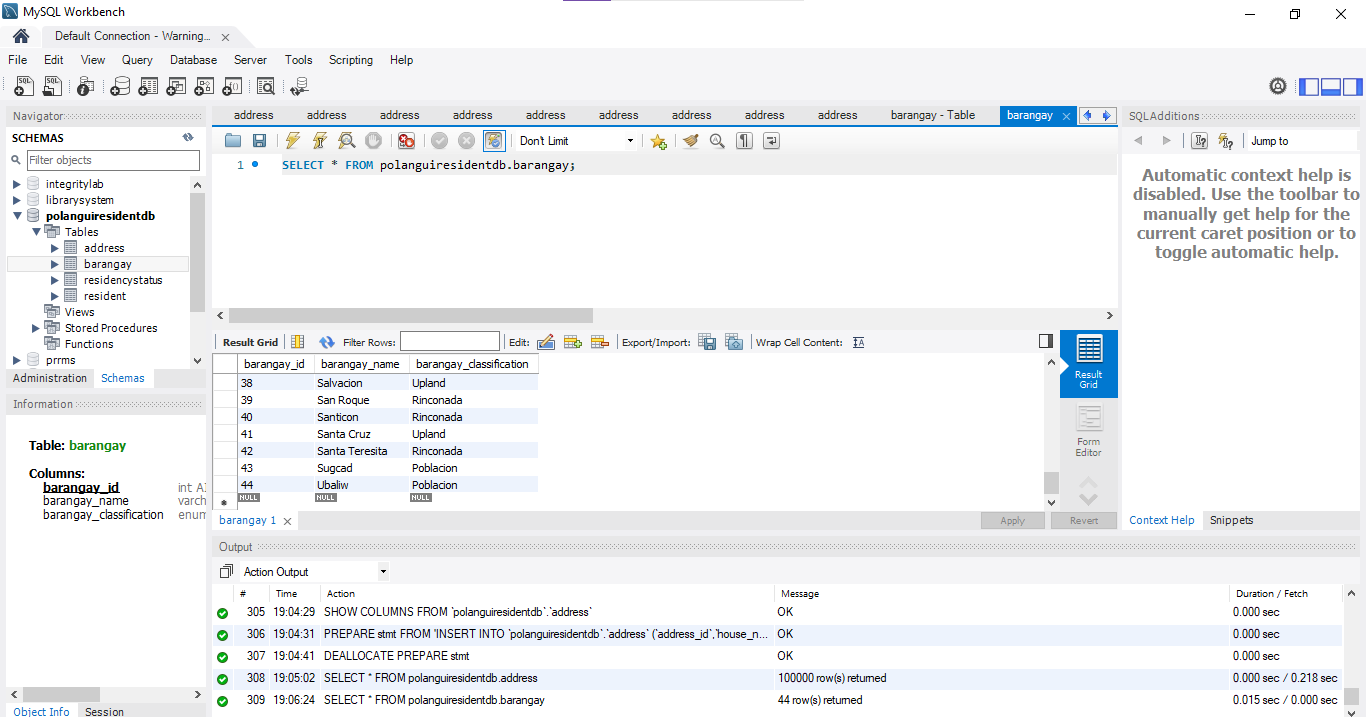 MySQL Workbench
Default Connection - Warning...
File Edit View Query Database Server Tools Scripting Help
Navigator
SCHEMAS
Filter objects
integritylab
librarysystem
polanguiresidentdb
Tables
address
barangay
residencystatus
resident
Views
Stored Procedures
Functions
prrms
Administration Schemas
Information
Table: barangay
Columns:
barangay_id int AI
barangay_name varch
barangay_classification enum
Object Info Session
address address address address address address address address address barangay - Table barangay
Don't Limit
1 SELECT * FROM polanguiresidentdb.barangay;
Result Grid Filter Rows: Edit: Export/Import: Wrap Cell Content:
barangay_id barangay_name barangay_classification
38 Salvacion Upland
39 San Roque Rinconada
40 Santicon Rinconada
41 Santa Cruz Upland
42 Santa Teresita Rinconada
43 Sugcad Poblacion
44 Ubaliw Poblacion
NULL NULL NULL
Result
Grid
Form
Editor
barangay 1 Apply Revert
SQLAdditions
Jump to
Automatic context help is
disabled. Use the toolbar to
manually get help for the
current caret position or to
toggle automatic help.
Context Help Snippets
Output
Action Output
# Time Action Message Duration / Fetch
305 19:04:29 SHOW COLUMNS FROM `polanguiresidentdb`.`address` OK 0.000 sec
306 19:04:31 PREPARE stmt FROM 'INSERT INTO `polanguiresidentdb`.`address` (`address_id`,`house_n... OK 0.000 sec
307 19:04:41 DEALLOCATE PREPARE stmt OK 0.000 sec
308 19:05:02 SELECT * FROM polanguiresidentdb.address 100000 row(s) returned 0.000 sec / 0.218 sec
309 19:06:24 SELECT * FROM polanguiresidentdb.barangay 44 row(s) returned 0.015 sec / 0.000 sec